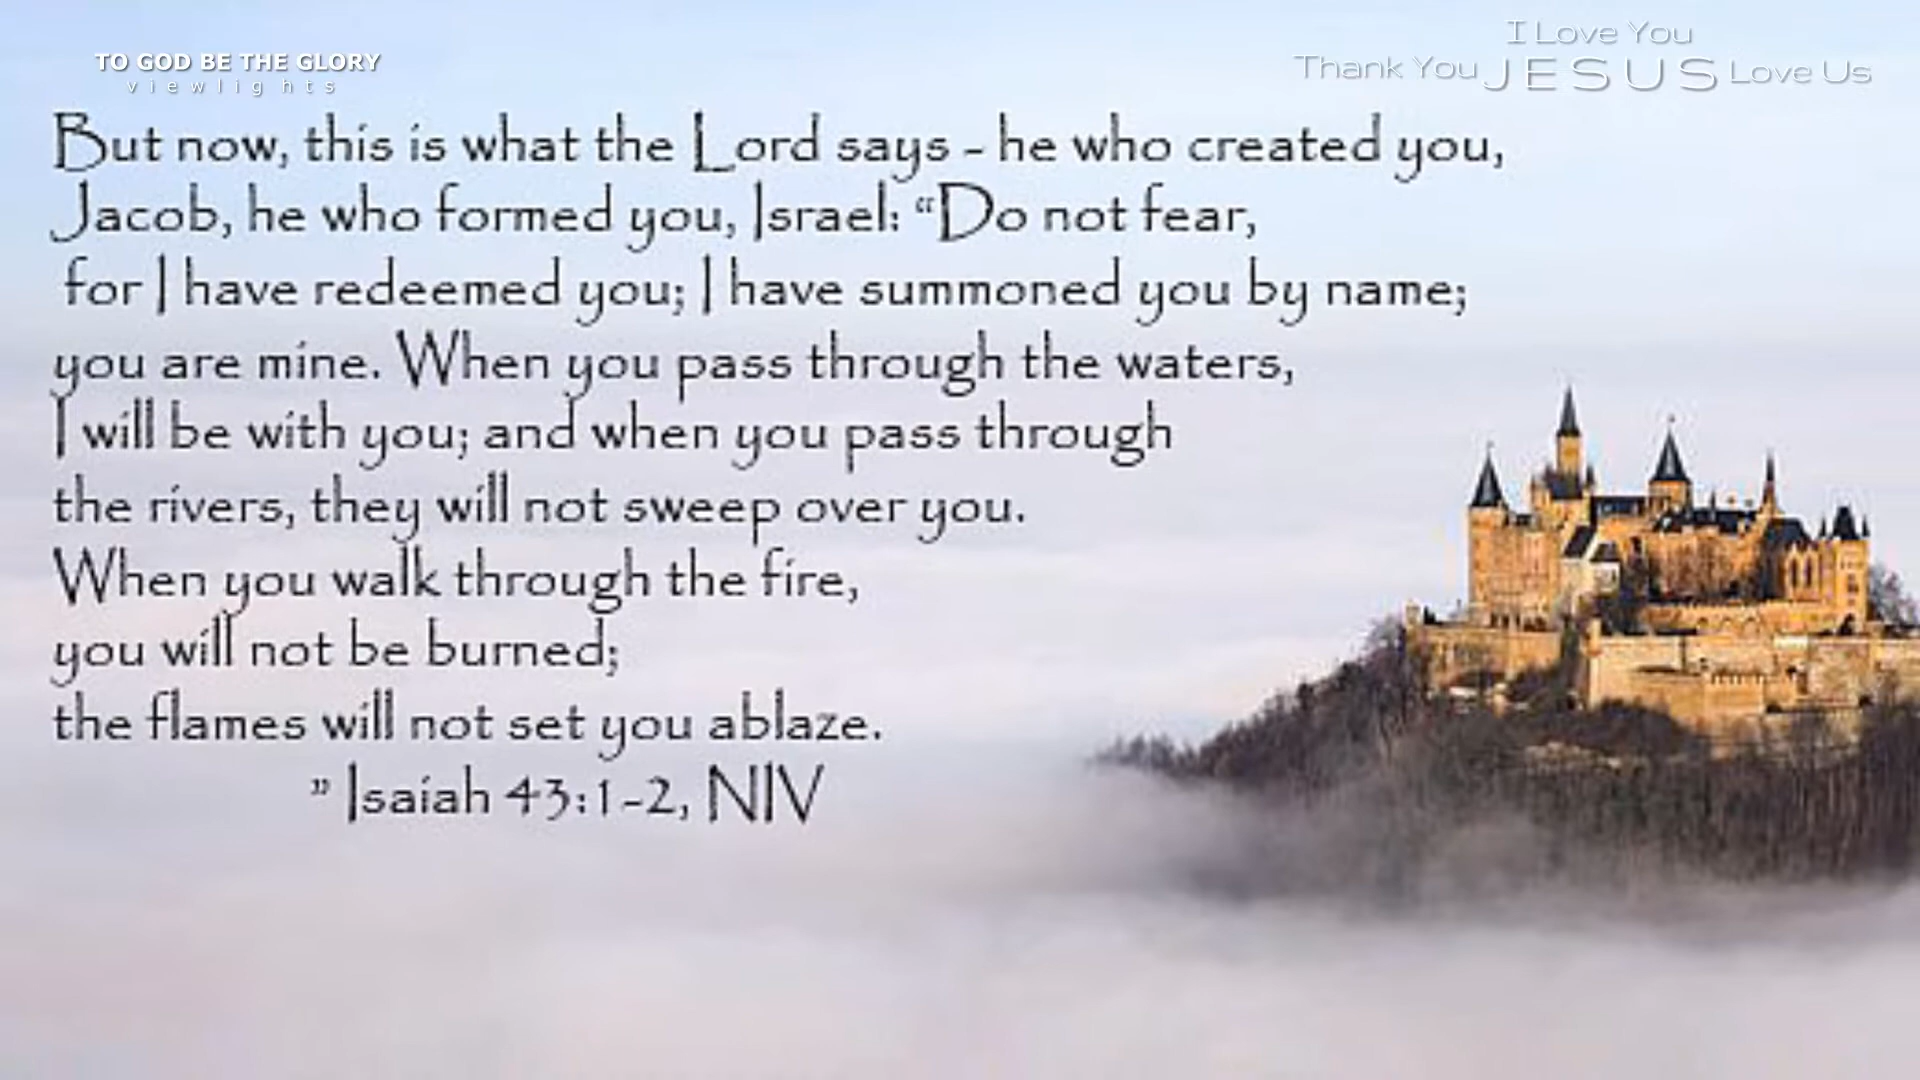 TO GOD BE THE GLORY
viewlights
I Love You
Thank You JESUS Love Us
But now, this is what the Lord says - he who created you,
Jacob, he who formed you, Israel: “Do not fear,
for I have redeemed you; I have summoned you by name;
you are mine. When you pass through the waters,
I will be with you; and when you pass through
the rivers, they will not sweep over you.
When you walk through the fire,
you will not be burned;
the flames will not set you ablaze.
” Isaiah 43:1-2, NIV